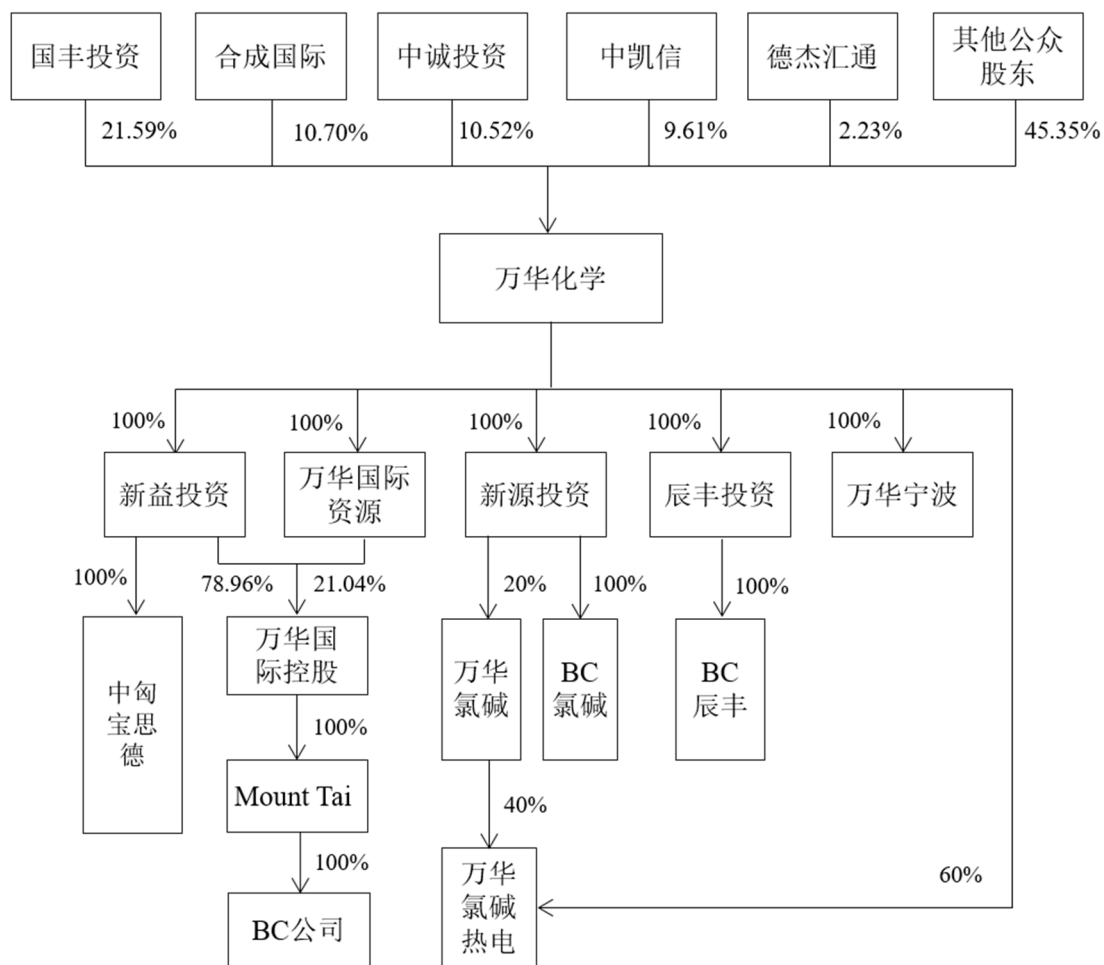 国丰投资
合成国际
中诚投资
中凯信
德杰汇通
其他公众
股东
21.59%
10.70%
10.52%
9.61%
2.23%
45.35%
万华化学
100%
100%
100%
100%
100%
新益投资
万华国际
资源
新源投资
辰丰投资
万华宁波
100%
78.96%
21.04%
20%
100%
100%
中匈
宝思
德
万华国
际控股
万华
氯碱
BC
氯碱
BC
辰丰
100%
Mount Tai
40%
100%
BC公司
万华
氯碱
热电
60%